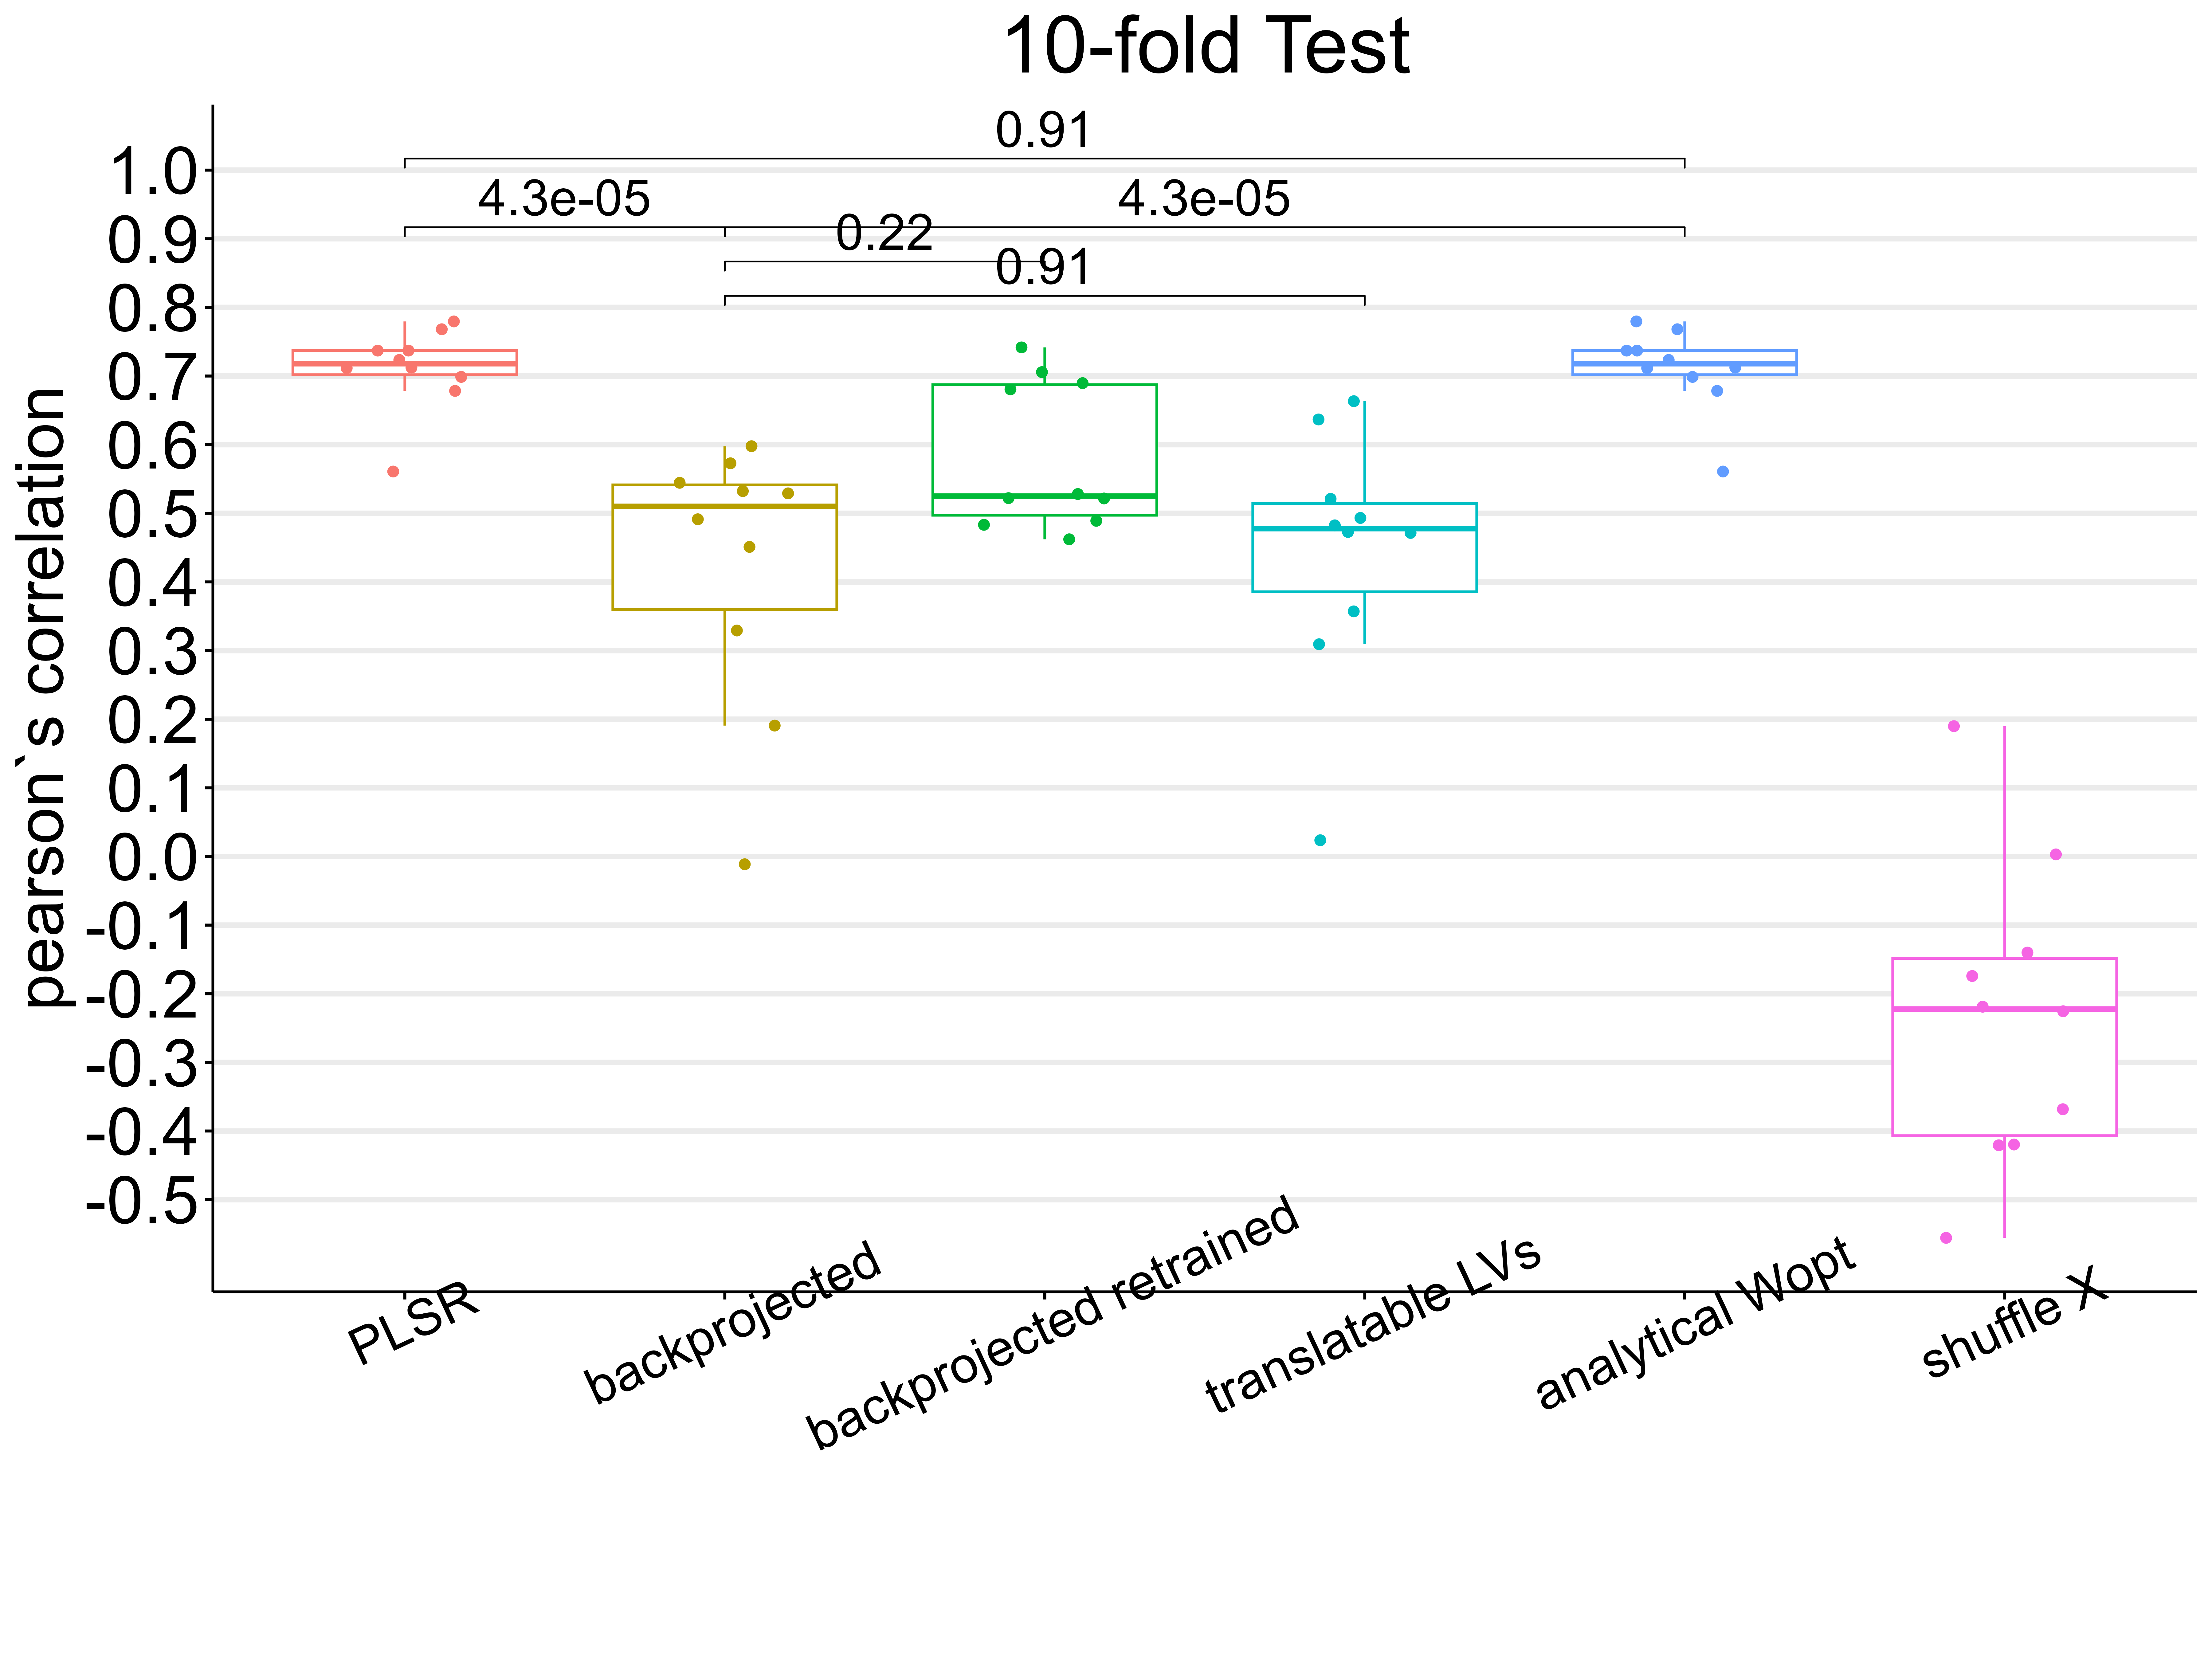 10-fold Test
0.91
4.3e-05
4.3e-05
0.22
0.91
pearson`s correlation
1.0
0.9
0.8
0.7
0.6
0.5
0.4
0.3
0.2
0.1
0.0
-0.1
-0.2
-0.3
-0.4
-0.5
PLSR
backprojected
backprojected retrained
translatable LVs
analytical Wopt
shuffle X